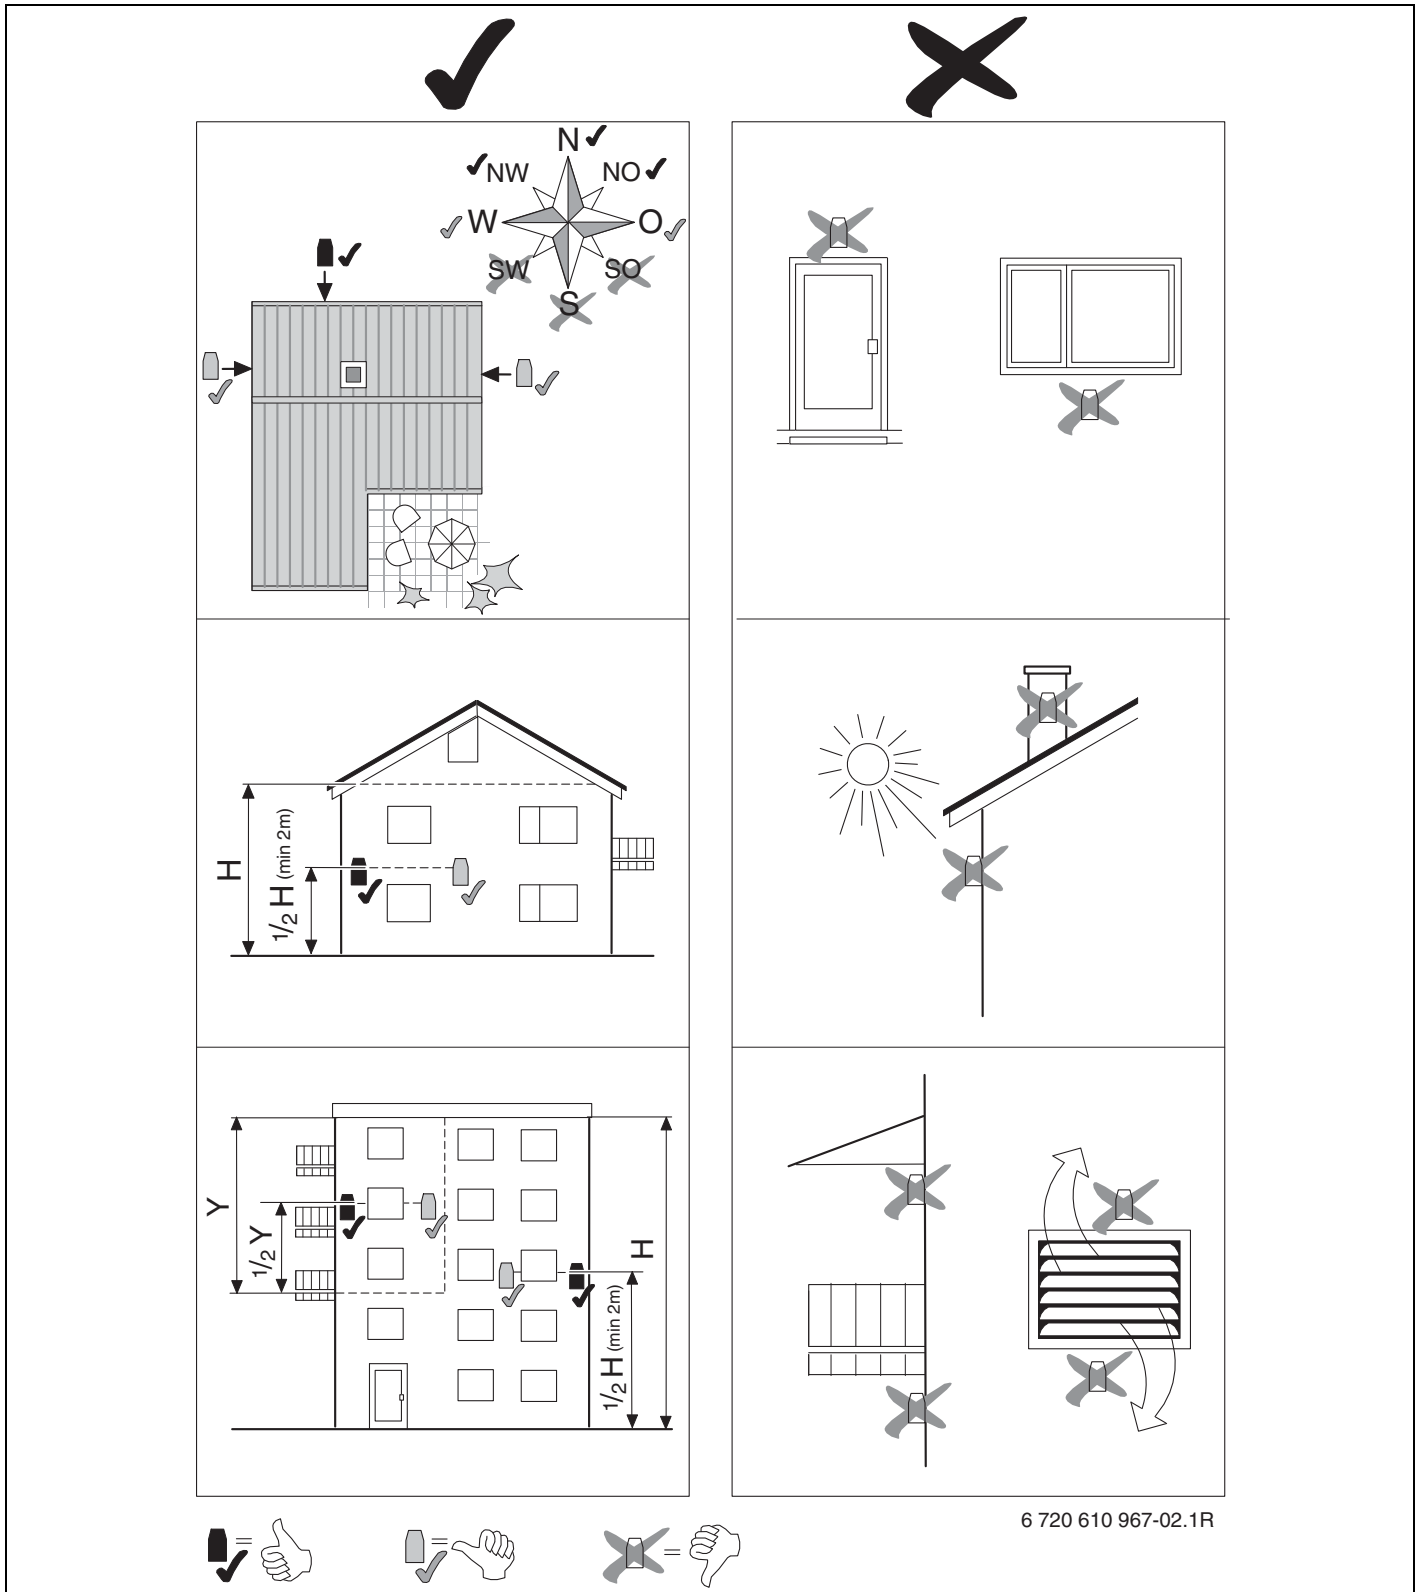 N
NW
NO
W
O
SW
SO
S
H
1/2 H (min 2m)
Y
1/2 Y
H
1/2 H (min 2m)
6 720 610 967-02.1R
=
=
=